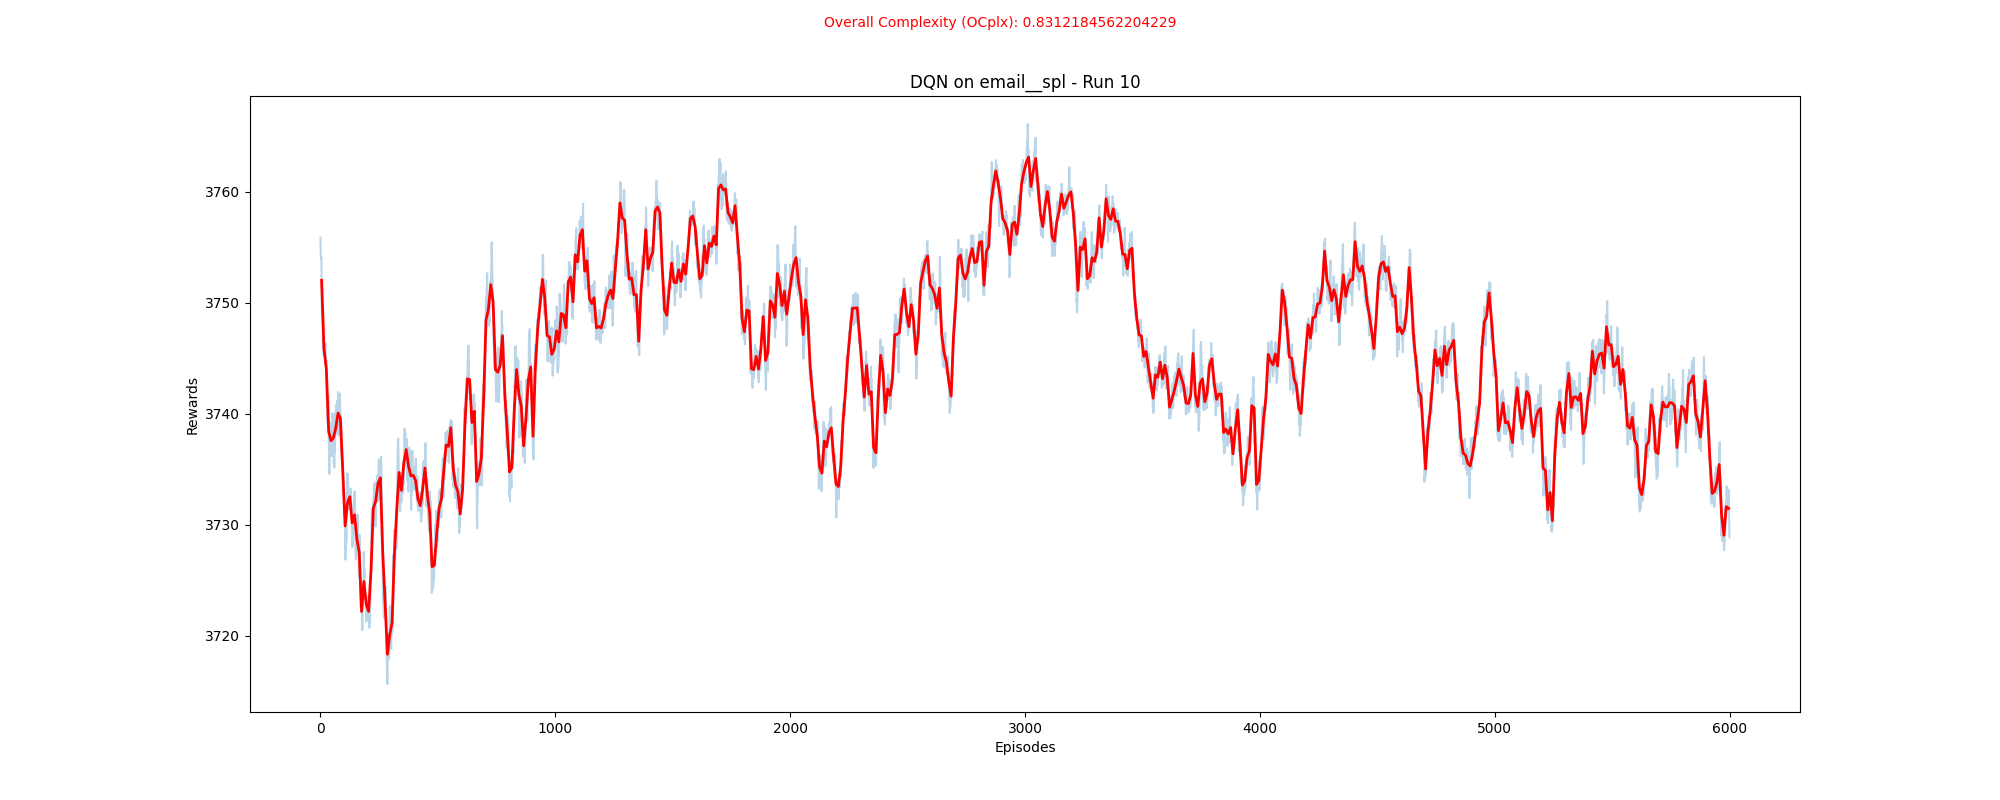 Overall Complexity (OCplx): 0.8312184562204229
DQN on email__spl - Run 10
Rewards
3760
3750
3740
3730
3720
0 1000 2000 3000 4000 5000 6000
Episodes